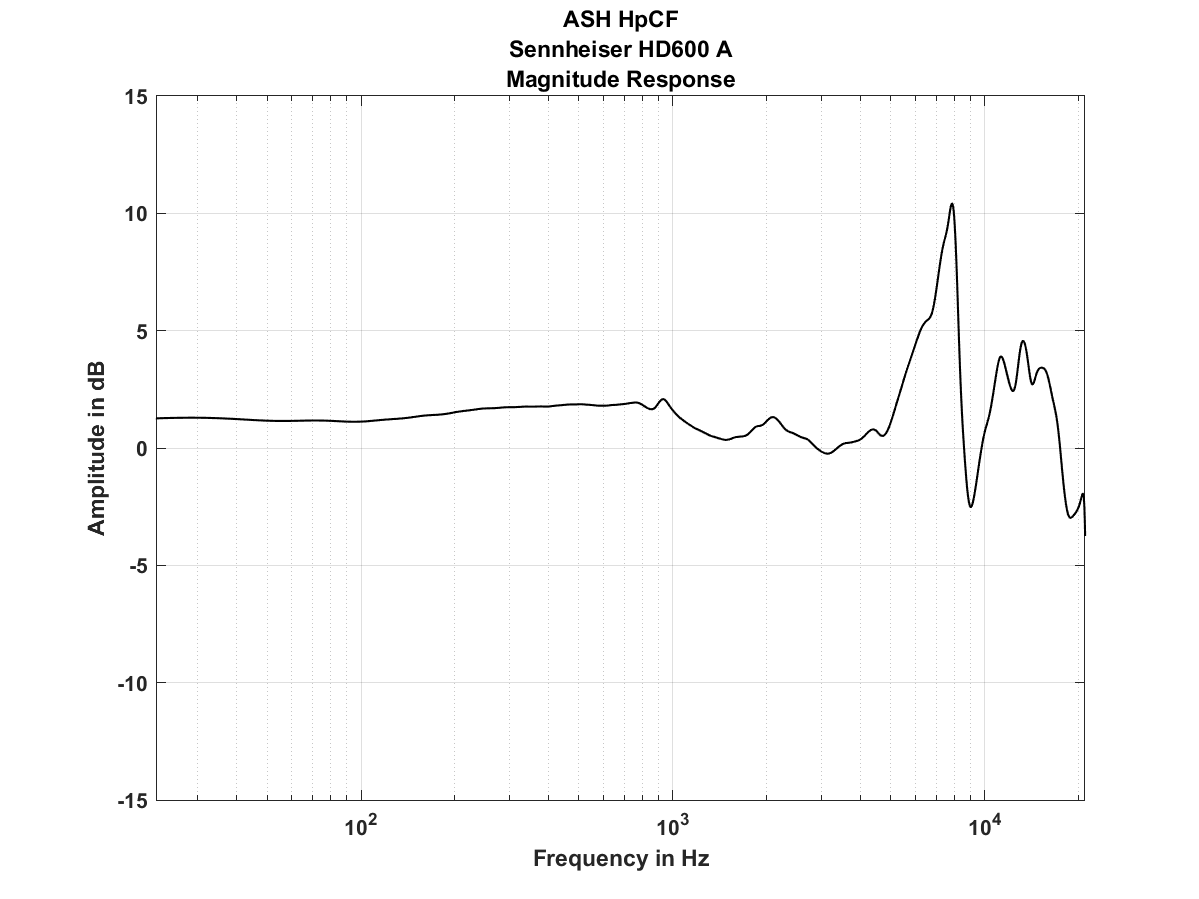 ASH HpCF
Sennheiser HD600 A
Magnitude Response
15
10
5
0
-5
-10
-15
Amplitude in dB
10² 10³ 10⁴
Frequency in Hz